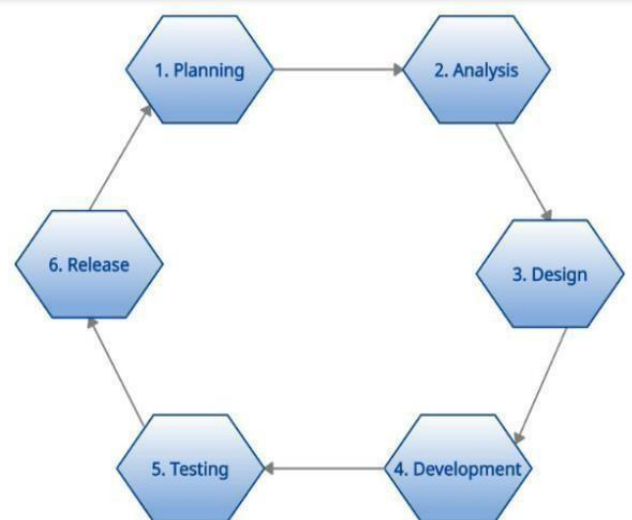 1. Planning
2. Analysis
3. Design
4. Development
5. Testing
6. Release